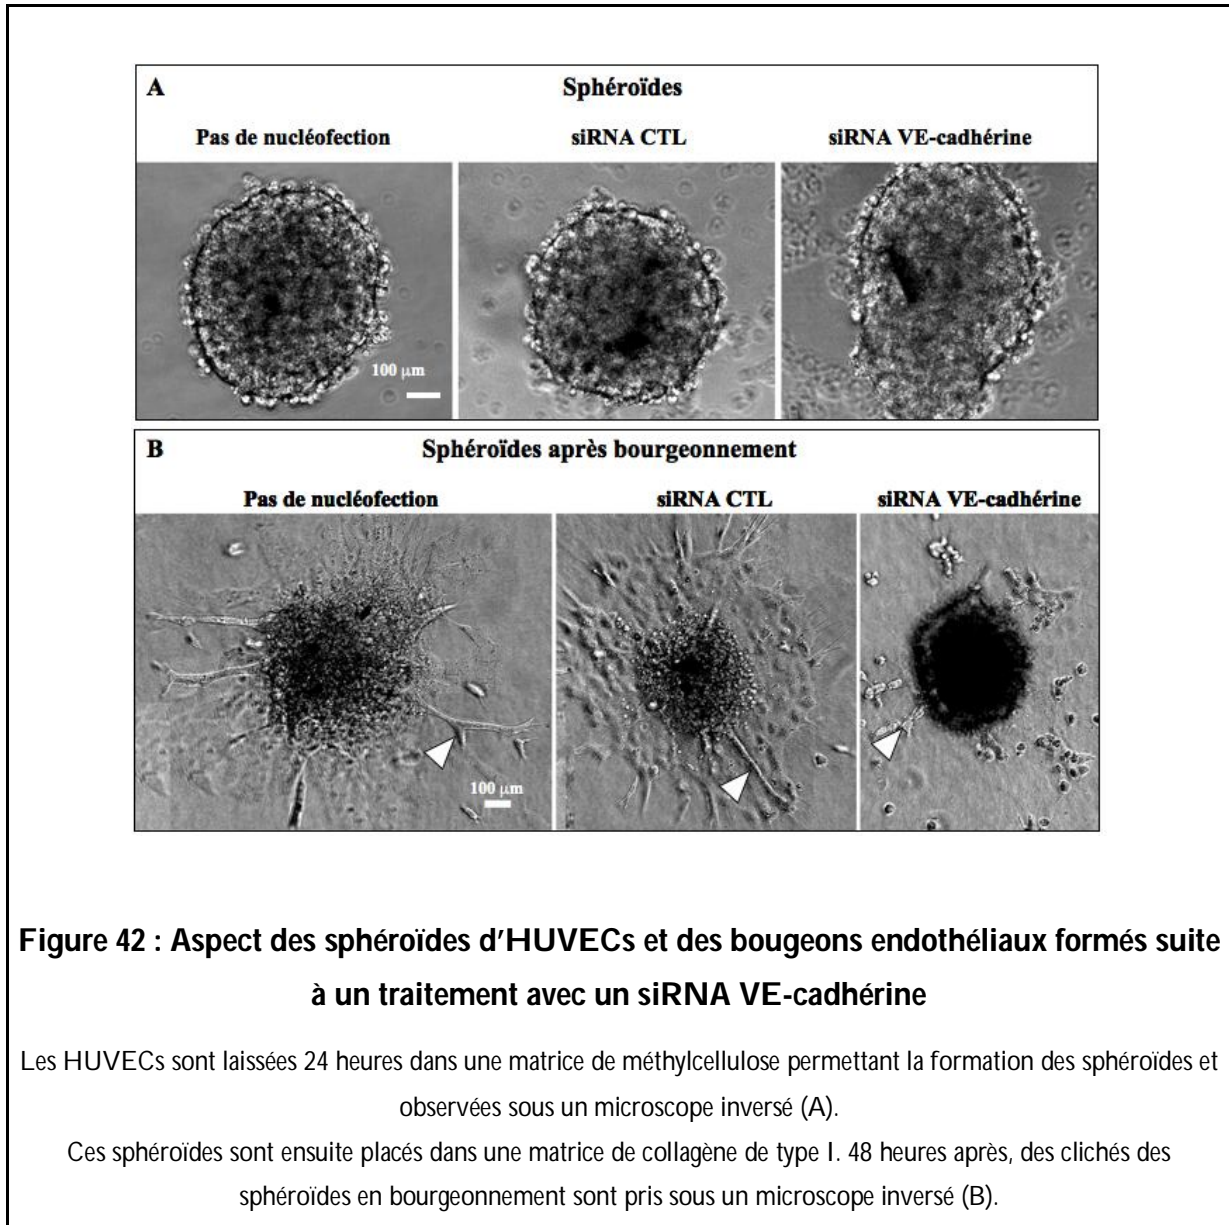 A
Sphéroïdes
Pas de nucléofection
siRNA CTL
siRNA VE-cadhérine
100 µm
B
Sphéroïdes après bourgeonnement
Pas de nucléofection
siRNA CTL
siRNA VE-cadhérine
100 µm
Figure 42 : Aspect des sphéroïdes d'HUVECs et des bougeons endothéliaux formés suite
à un traitement avec un siRNA VE-cadhérine
Les HUVECs sont laissées 24 heures dans une matrice de méthylcellulose permettant la formation des sphéroïdes et
observées sous un microscope inversé (A).
Ces sphéroïdes sont ensuite placés dans une matrice de collagène de type I. 48 heures après, des clichés des
sphéroïdes en bourgeonnement sont pris sous un microscope inversé (B).